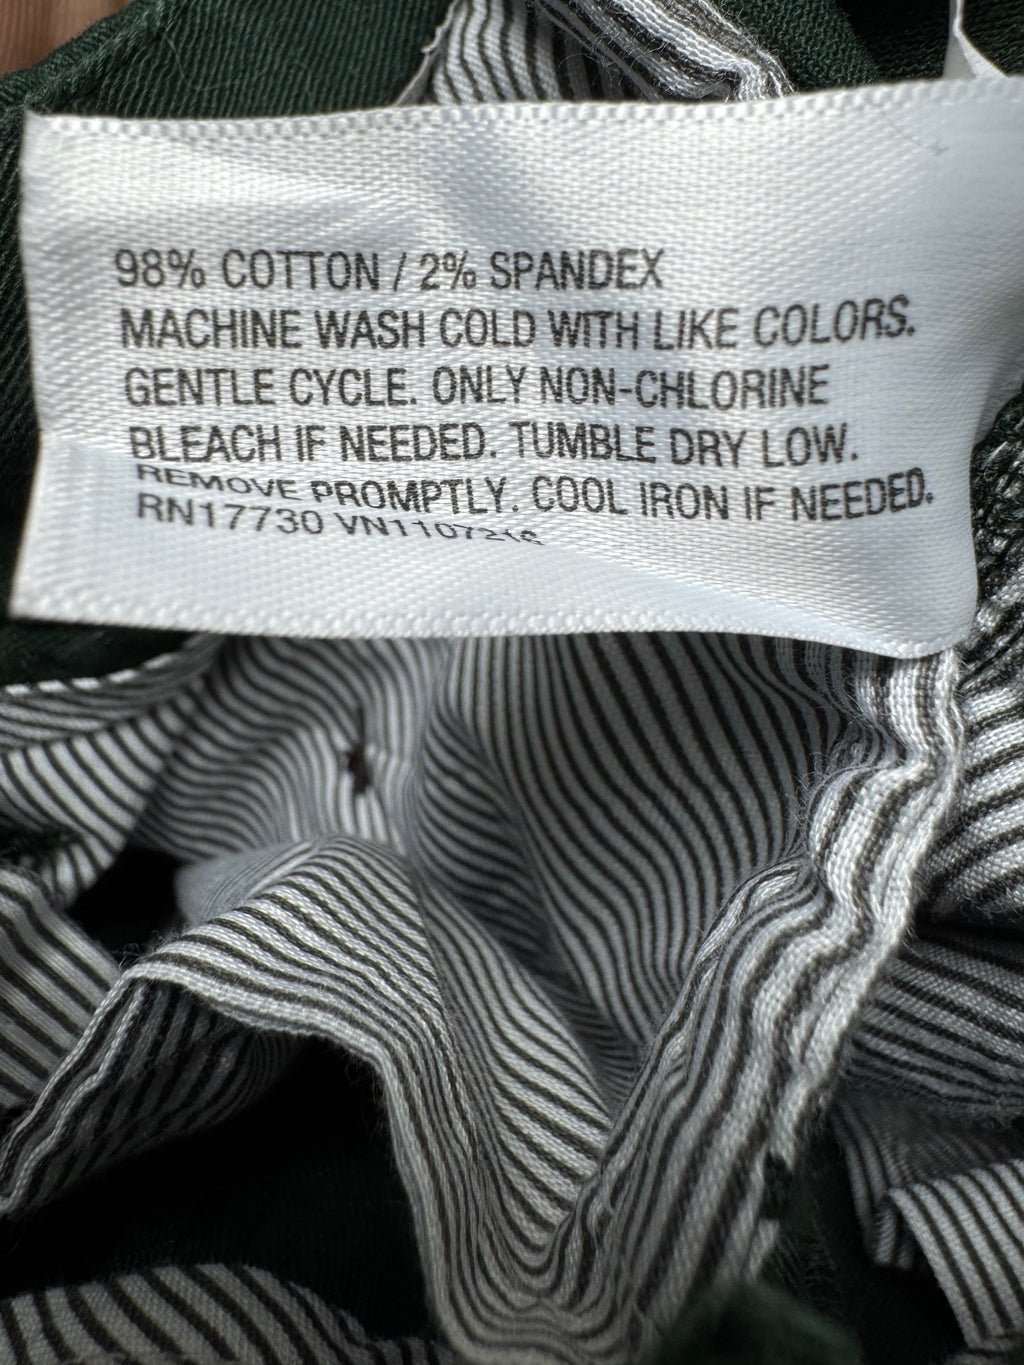 98% COTTON / 2% SPANDEX
MACHINE WASH COLD WITH LIKE COLORS.
GENTLE CYCLE. ONLY NON-CHLORINE
BLEACH IF NEEDED. TUMBLE DRY LOW.
REMOVE PROMPTLY. COOL IRON IF NEEDED.
RN17730